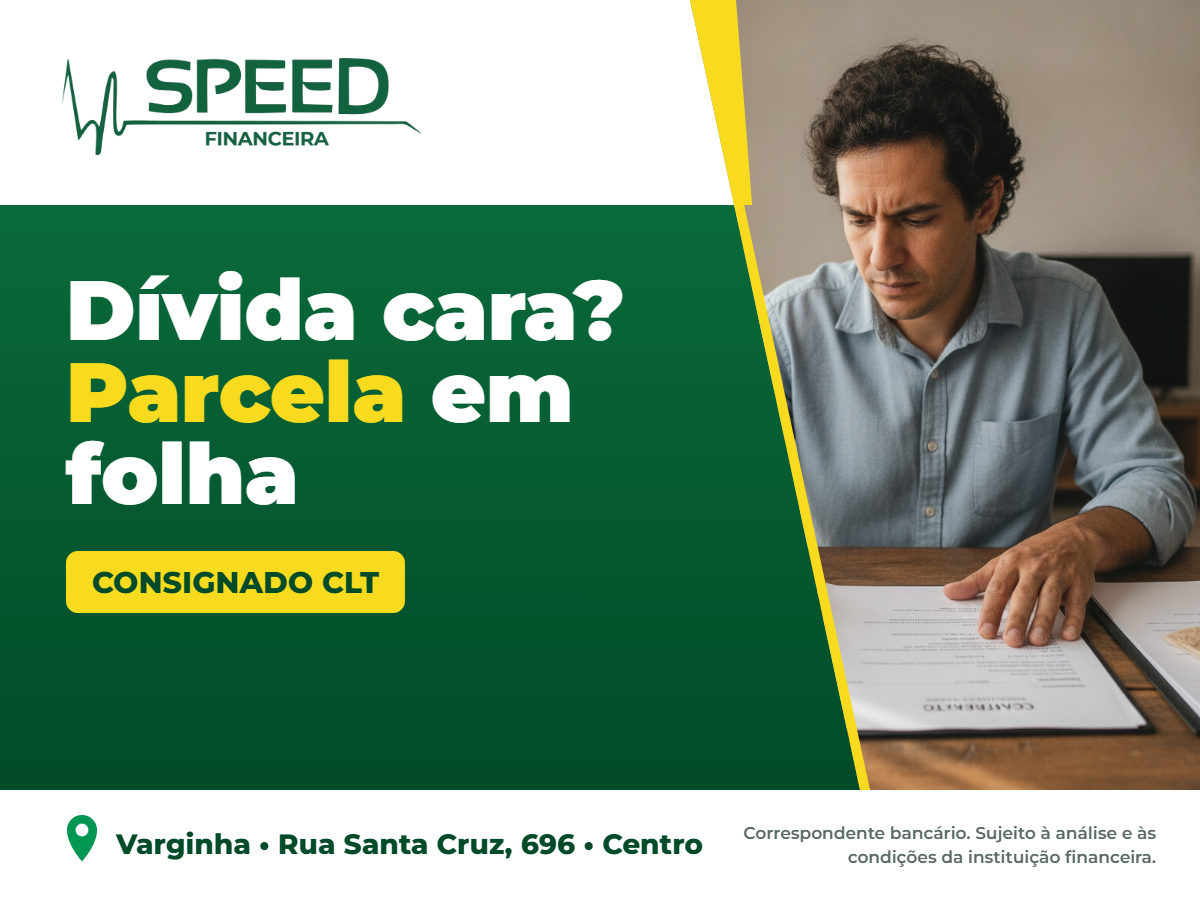 SPEED
FINANCEIRA
Dívida cara?
Parcela em
folha
CONSIGNADO CLT
Varginha • Rua Santa Cruz, 696 • Centro
Correspondente bancário. Sujeito à análise e às
condições da instituição financeira.